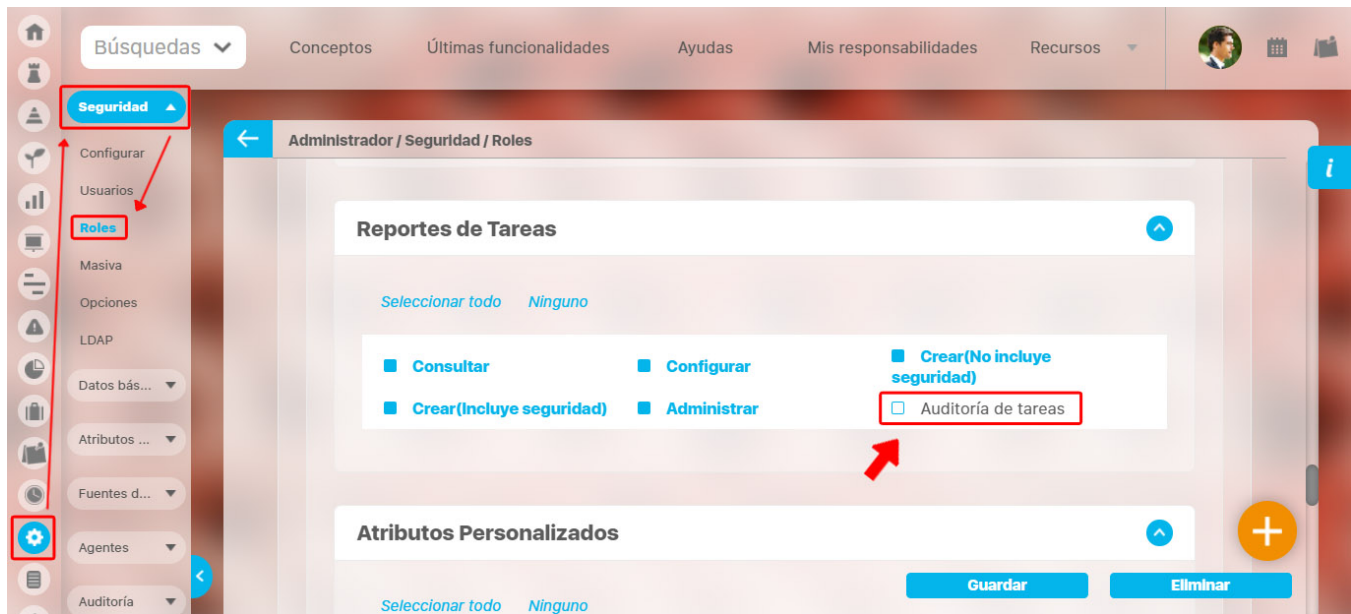 Búsquedas
Conceptos
Últimas funcionalidades
Ayudas
Mis responsabilidades
Recursos
Seguridad
Configurar
Usuarios
Roles
Masiva
Opciones
LDAP
Datos bás...
Atributos ...
Fuentes d...
Agentes
Auditoría
Administrador / Seguridad / Roles
i
Reportes de Tareas
Seleccionar todo Ninguno
Consultar
Configurar
Crear(No incluye
seguridad)
Crear(Incluye seguridad)
Administrar
Auditoría de tareas
Atributos Personalizados
Seleccionar todo Ninguno
Guardar
Eliminar